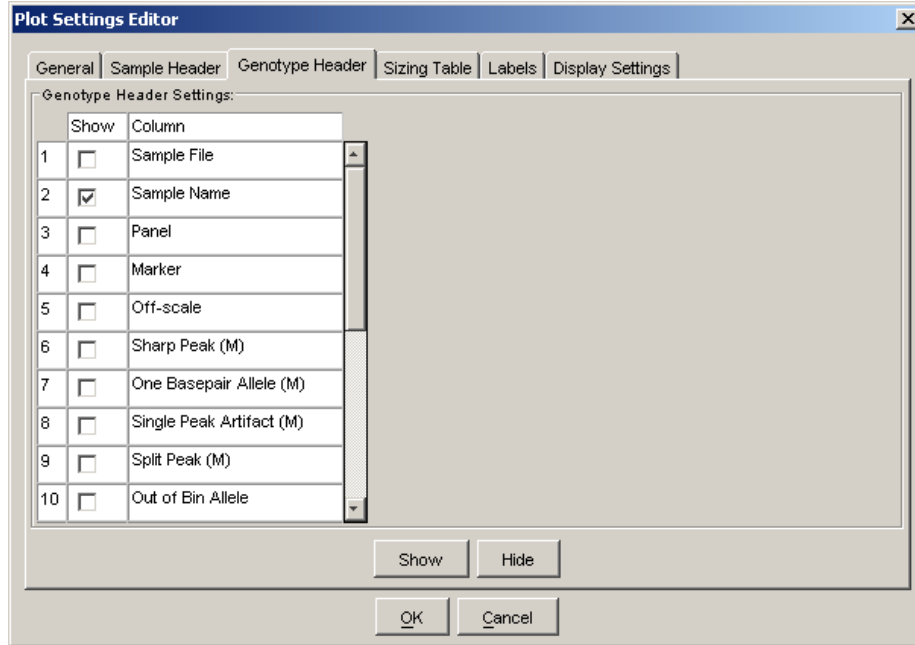 Plot Settings Editor
General Sample Header Genotype Header Sizing Table Labels Display Settings
Genotype Header Settings:
Show Column
1 Sample File
2 Sample Name
3 Panel
4 Marker
5 Off-scale
6 Sharp Peak (M)
7 One Basepair Allele (M)
8 Single Peak Artifact (M)
9 Split Peak (M)
10 Out of Bin Allele
Show Hide
OK Cancel